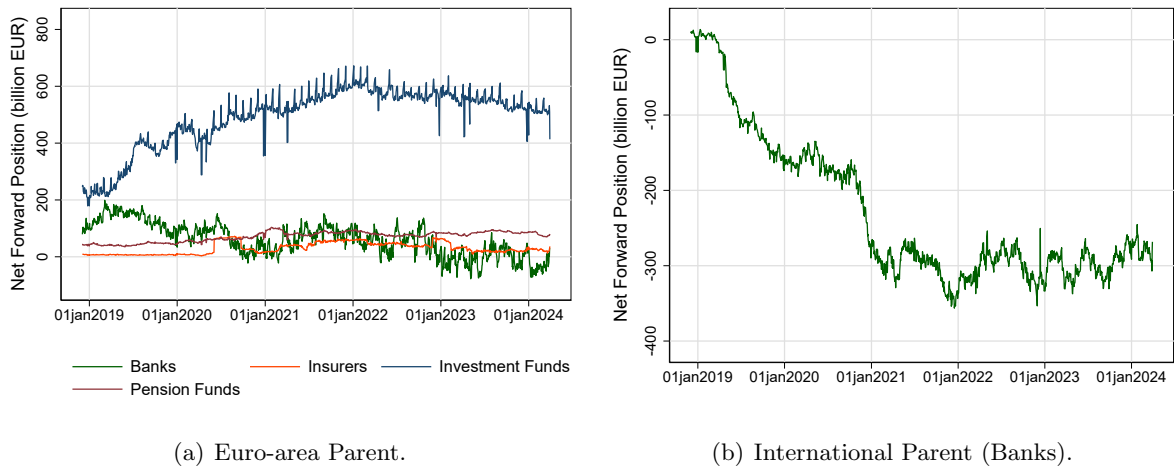 Net Forward Position (billion EUR)
800
600
400
200
0
01jan2019 01jan2020 01jan2021 01jan2022 01jan2023 01jan2024
Banks Insurers Investment Funds
Pension Funds
(a) Euro-area Parent.
Net Forward Position (billion EUR)
0
-100
-200
-300
-400
01jan2019 01jan2020 01jan2021 01jan2022 01jan2023 01jan2024
(b) International Parent (Banks).